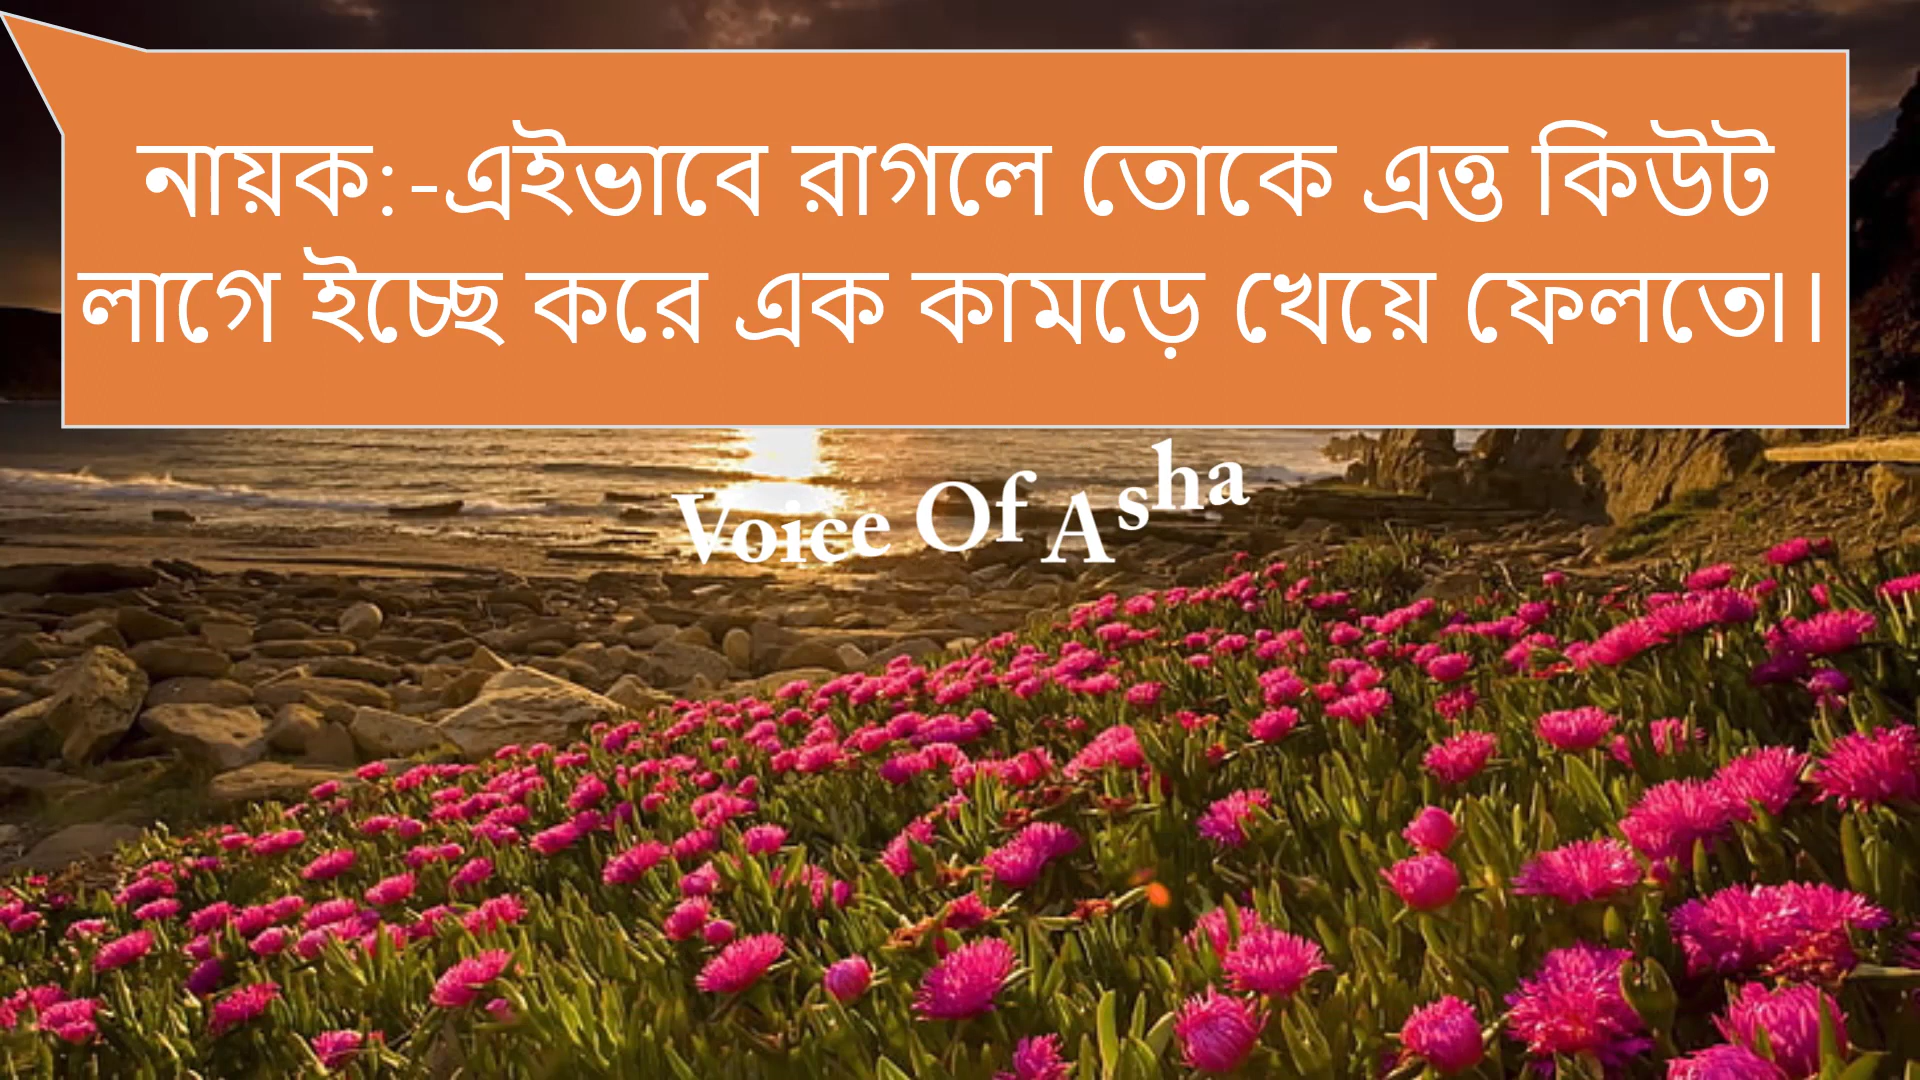 নায়ক:-এইভাবে রাগলে তোকে এত্ত কিউট
লাগে ইচ্ছে করে এক কামড়ে খেয়ে ফেলতে।।
Voice Of Asha